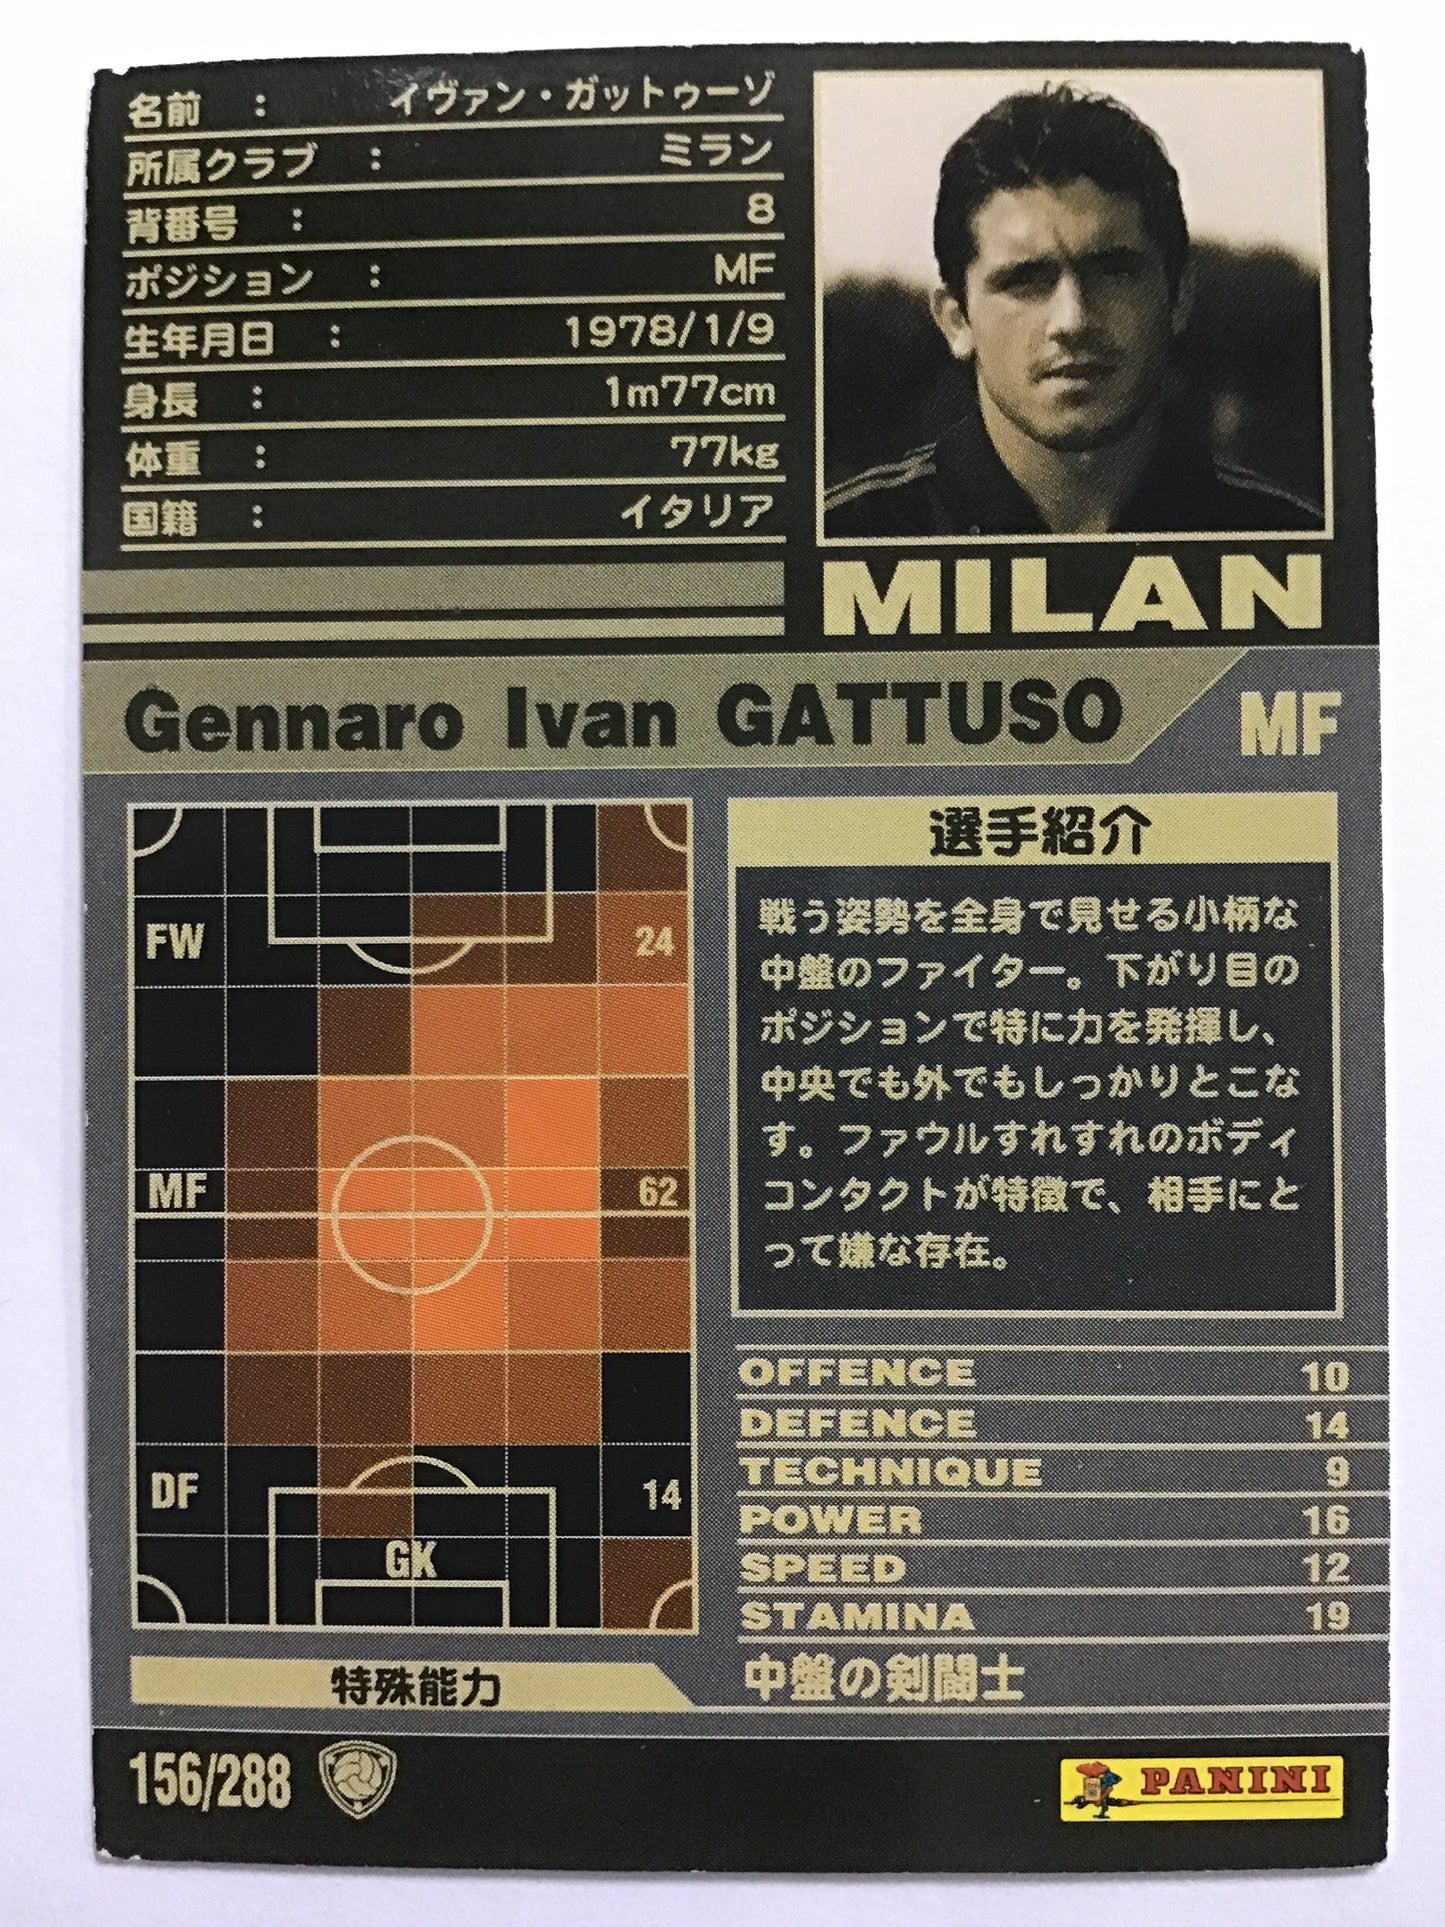 名前 : イヴァン・ガットゥーゾ
所属クラブ : ミラン
背番号 : 8
ポジション : MF
生年月日 : 1978/1/9
身長 : 1m77cm
体重 : 77kg
国籍 : イタリア
MILAN
Gennaro Ivan GATTUSO MF
FW 24
MF 62
DF 14
GK
選手紹介
戦う姿勢を全身で見せる小柄な
中盤のファイター。下がり目の
ポジションで特に力を発揮し、
中央でも外でもしっかりとこな
す。ファウルすれすれのボディ
コンタクトが特徴で、相手にと
って嫌な存在。
OFFENCE 10
DEFENCE 14
TECHNIQUE 9
POWER 16
SPEED 12
STAMINA 19
特殊能力 中盤の剣闘士
156/288
PANINI